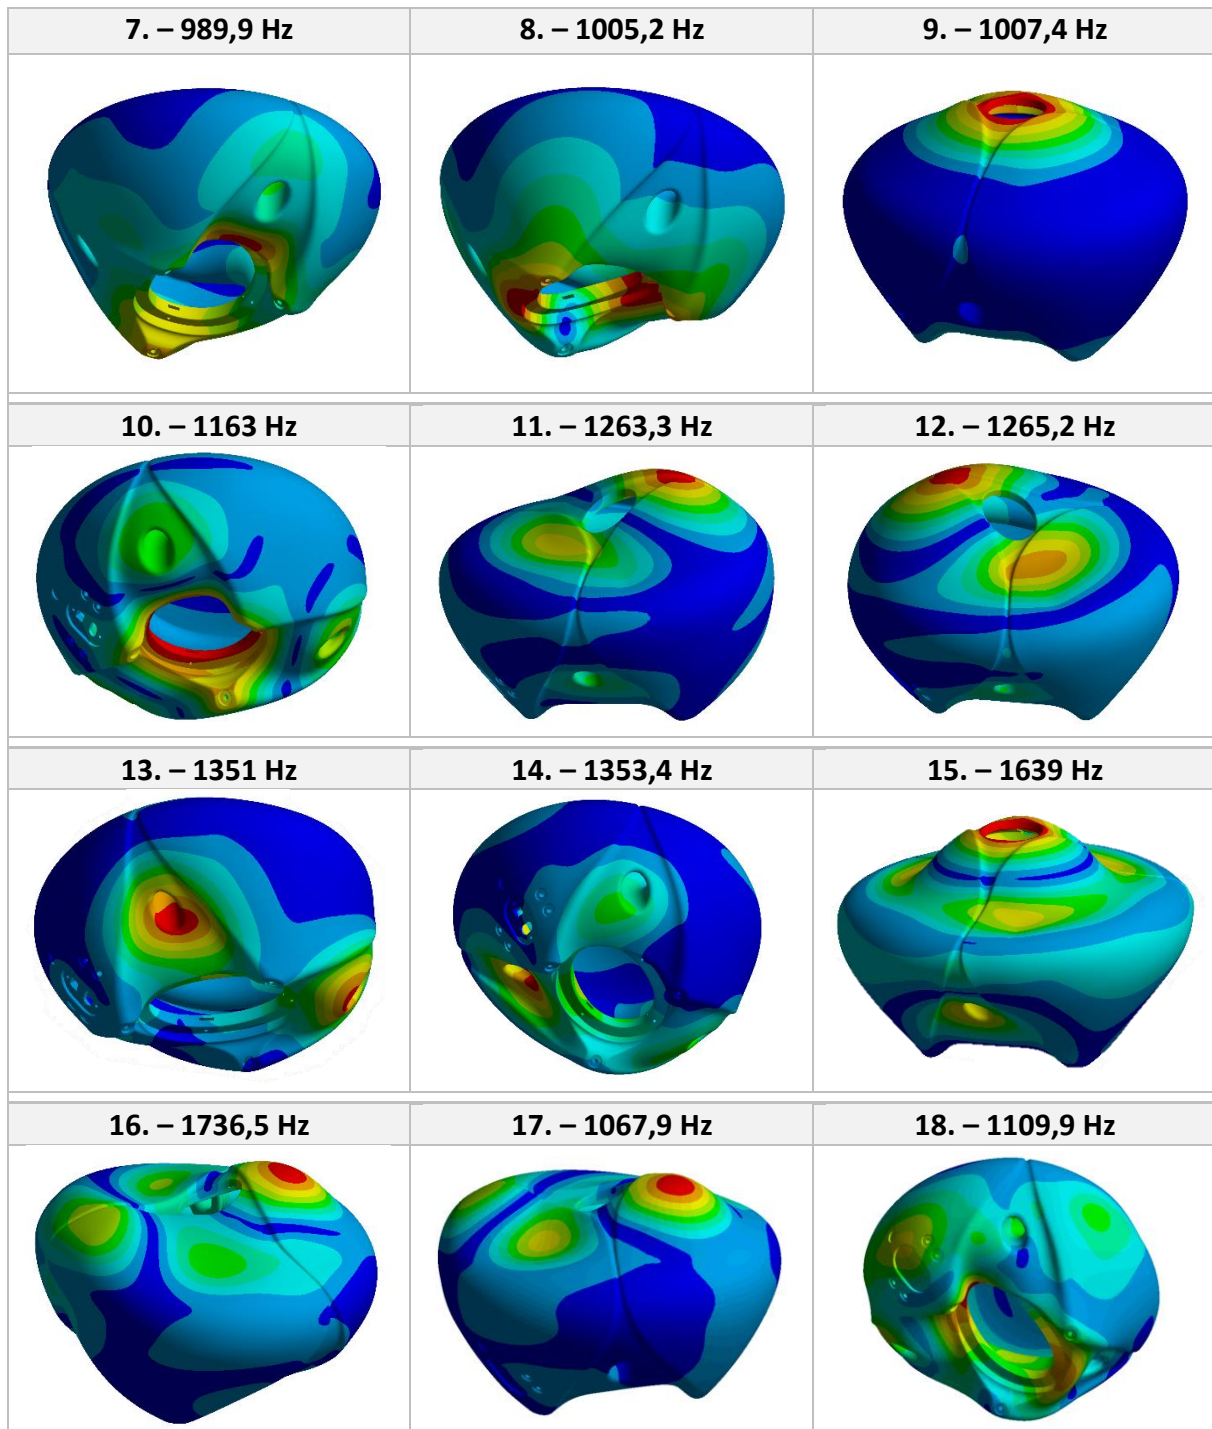 7. – 989,9 Hz
8. – 1005,2 Hz
9. – 1007,4 Hz
10. – 1163 Hz
11. – 1263,3 Hz
12. – 1265,2 Hz
13. – 1351 Hz
14. – 1353,4 Hz
15. – 1639 Hz
16. – 1736,5 Hz
17. – 1067,9 Hz
18. – 1109,9 Hz